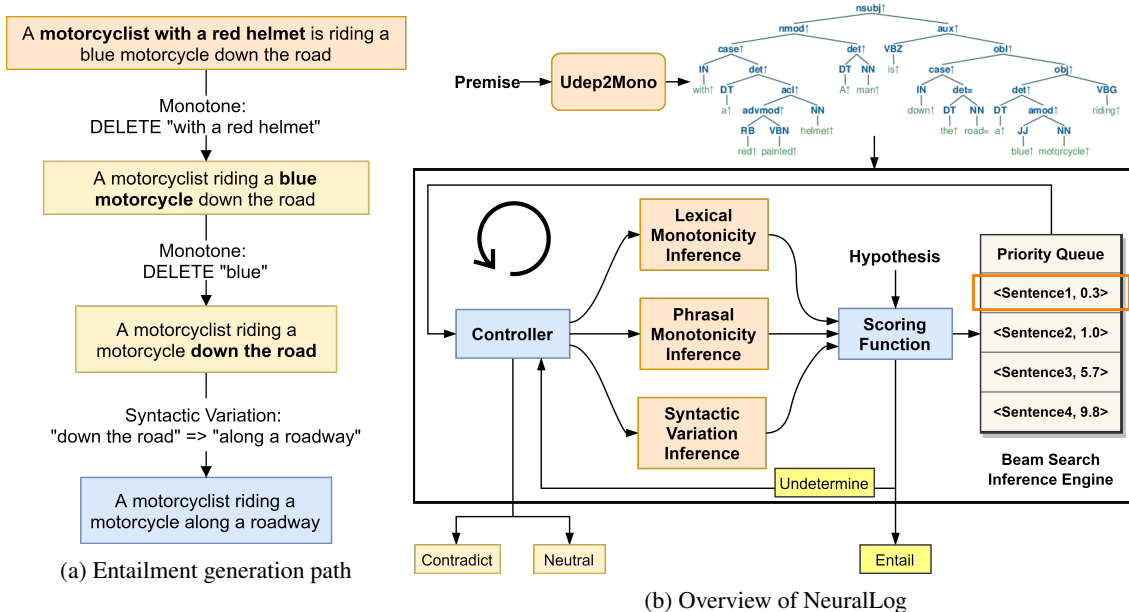 A motorcyclist with a red helmet is riding a
blue motorcycle down the road
Monotone:
DELETE "with a red helmet"
A motorcyclist riding a blue
motorcycle down the road
Monotone:
DELETE "blue"
A motorcyclist riding a
motorcycle down the road
Syntactic Variation:
"down the road" => "along a roadway"
A motorcyclist riding a
motorcycle along a roadway
(a) Entailment generation path
Premise
Udep2Mono
nsubj↑
nmod↑ aux↑
case↑ det↑ VBZ obl↑
IN det↑ DT NN is↑ case↑ obj↑
with↑ DT acl↑ A↑ man↑ IN det= det↑ VBG
a↑ advmod↑ NN down↑ DT NN DT amod↑ riding↑
RB VBN helmet↑ the↑ road= a↑ JJ NN
red↑ painted↑ blue↑ motorcycle↑
Lexical
Monotonicity
Inference
Hypothesis
Priority Queue
<Sentence1, 0.3>
Controller
Phrasal
Monotonicity
Inference
Scoring
Function
<Sentence2, 1.0>
<Sentence3, 5.7>
<Sentence4, 9.8>
Syntactic
Variation
Inference
Undetermine
Beam Search
Inference Engine
Contradict
Neutral
Entail
(b) Overview of NeuralLog